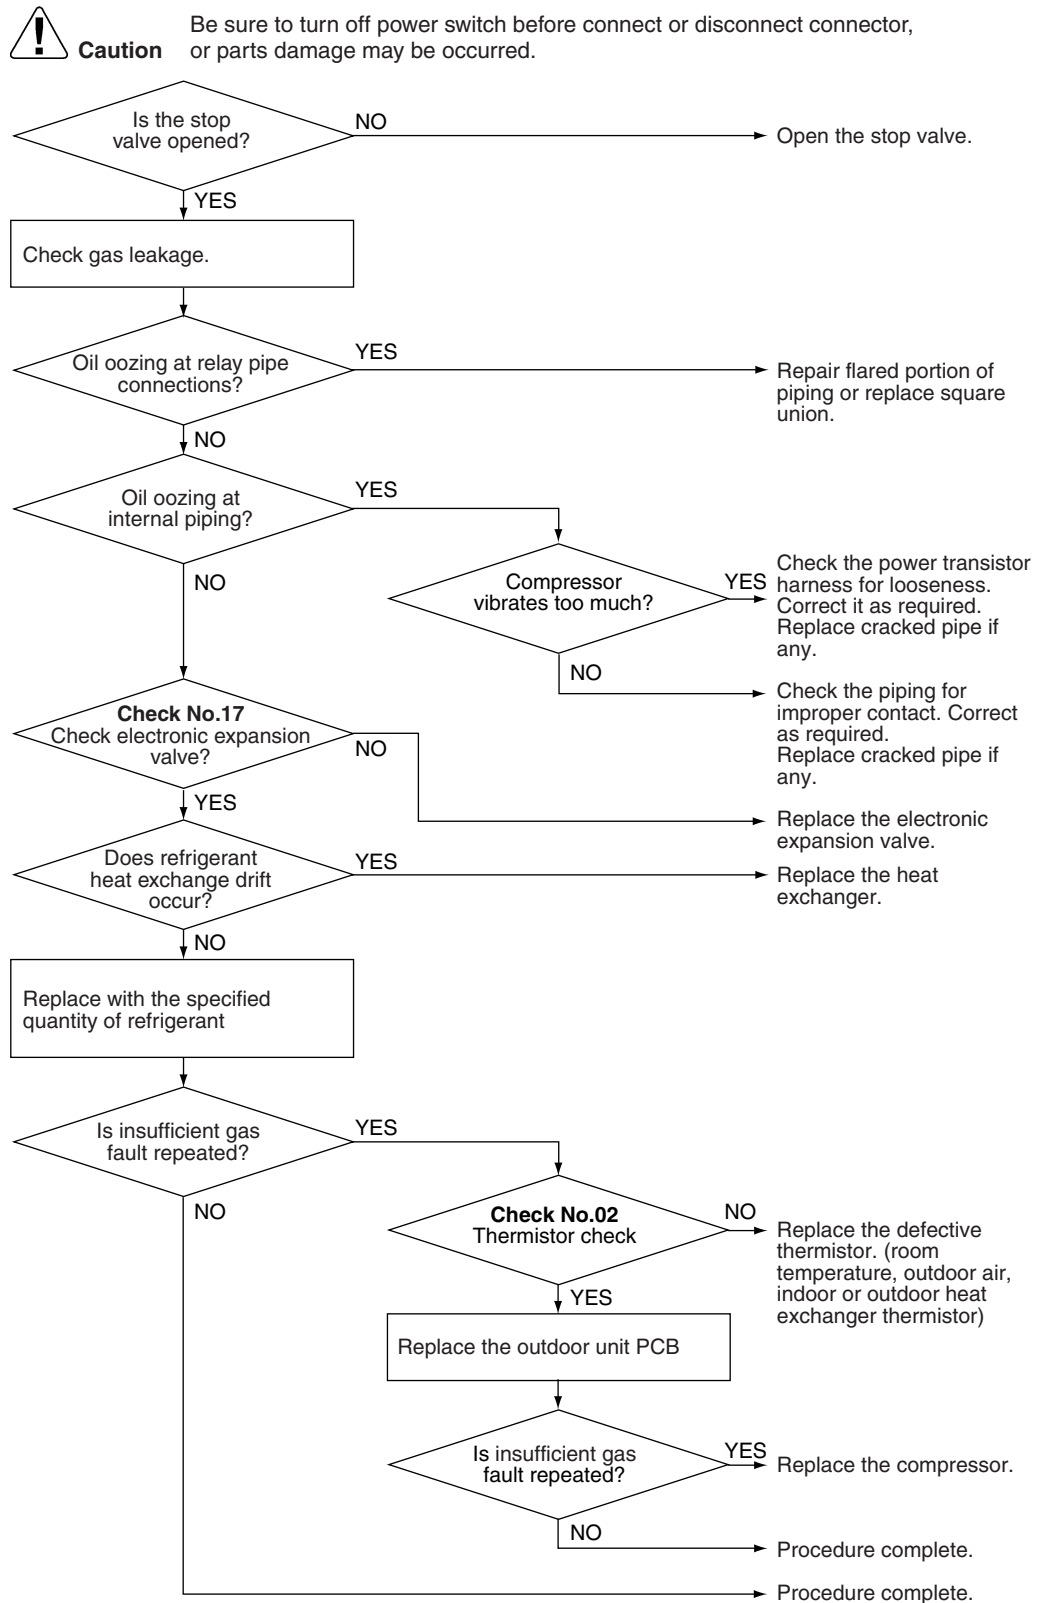 Be sure to turn off power switch before connect or disconnect connector,
Caution or parts damage may be occurred.
Is the stop
valve opened?
NO
Open the stop valve.
YES
Check gas leakage.
Oil oozing at relay pipe
connections?
YES
Repair flared portion of
piping or replace square
union.
NO
Oil oozing at
internal piping?
YES
NO
Compressor
vibrates too much?
YES
Check the power transistor
harness for looseness.
Correct it as required.
Replace cracked pipe if
any.
NO
Check the piping for
improper contact. Correct
as required.
Replace cracked pipe if
any.
Check No.17
Check electronic expansion
valve?
NO
Replace the electronic
expansion valve.
YES
Does refrigerant
heat exchange drift
occur?
YES
Replace the heat
exchanger.
NO
Replace with the specified
quantity of refrigerant
Is insufficient gas
fault repeated?
YES
NO
Check No.02
Thermistor check
NO
Replace the defective
thermistor. (room
temperature, outdoor air,
indoor or outdoor heat
exchanger thermistor)
YES
Replace the outdoor unit PCB
Is insufficient gas
fault repeated?
YES
Replace the compressor.
NO
Procedure complete.
Procedure complete.